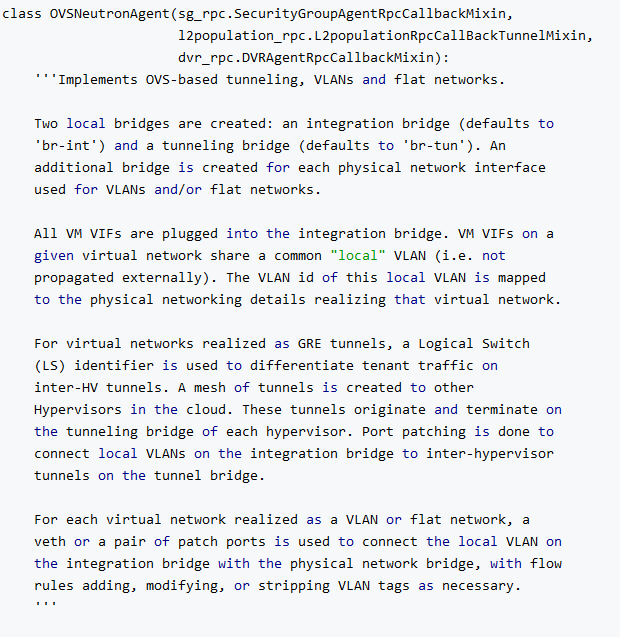 class OVSNeutronAgent(sg_rpc.SecurityGroupAgentRpcCallbackMixin,
                      l2population_rpc.L2populationRpcCallBackTunnelMixin,
                      dvr_rpc.DVRAgentRpcCallbackMixin):
    '''Implements OVS-based tunneling, VLANs and flat networks.

    Two local bridges are created: an integration bridge (defaults to
    'br-int') and a tunneling bridge (defaults to 'br-tun'). An
    additional bridge is created for each physical network interface
    used for VLANs and/or flat networks.

    All VM VIFs are plugged into the integration bridge. VM VIFs on a
    given virtual network share a common "local" VLAN (i.e. not
    propagated externally). The VLAN id of this local VLAN is mapped
    to the physical networking details realizing that virtual network.

    For virtual networks realized as GRE tunnels, a Logical Switch
    (LS) identifier is used to differentiate tenant traffic on
    inter-HV tunnels. A mesh of tunnels is created to other
    Hypervisors in the cloud. These tunnels originate and terminate on
    the tunneling bridge of each hypervisor. Port patching is done to
    connect local VLANs on the integration bridge to inter-hypervisor
    tunnels on the tunnel bridge.

    For each virtual network realized as a VLAN or flat network, a
    veth or a pair of patch ports is used to connect the local VLAN on
    the integration bridge with the physical network bridge, with flow
    rules adding, modifying, or stripping VLAN tags as necessary.
    '''